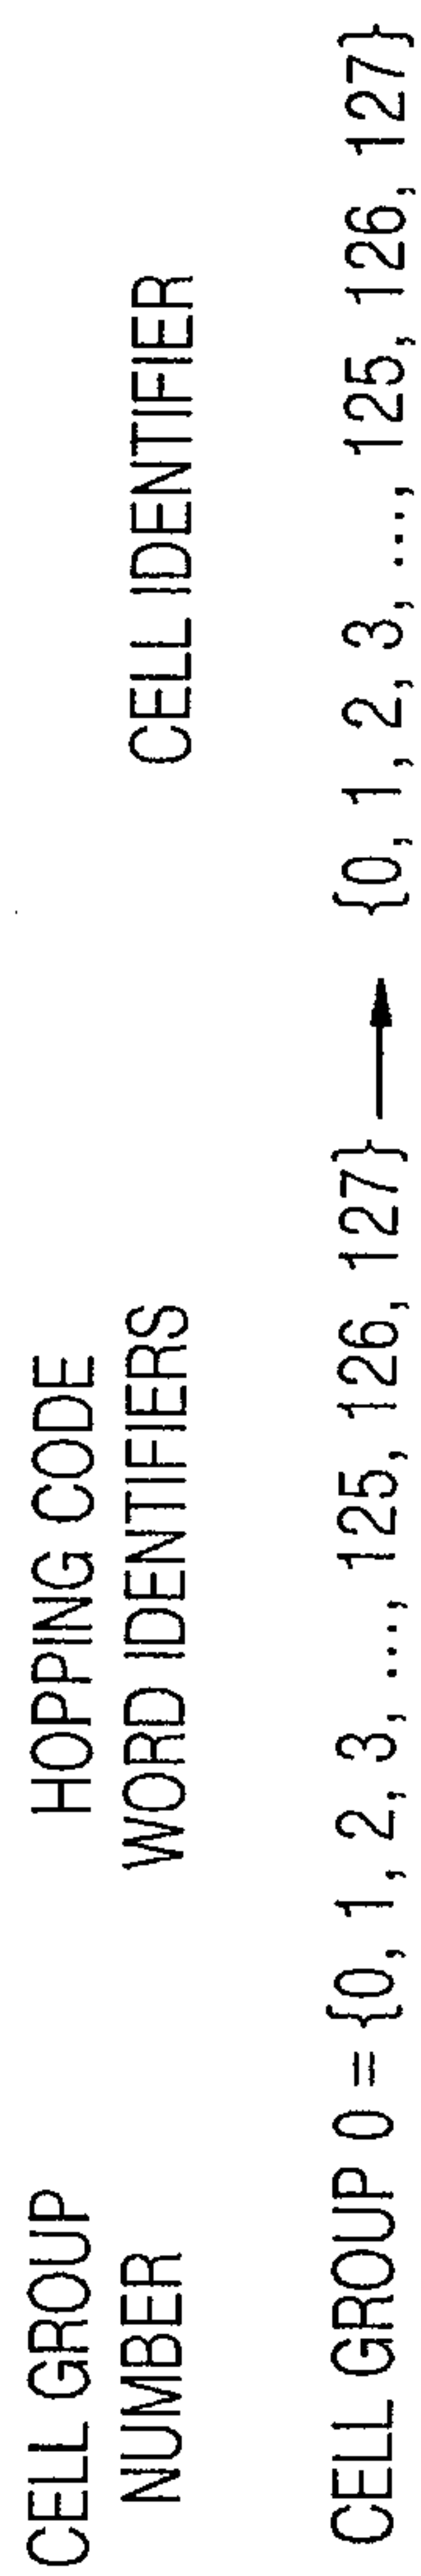 CELL GROUP NUMBER
HOPPING CODE WORD IDENTIFIERS
CELL IDENTIFIER
CELL GROUP 0 = {0, 1, 2, 3, ..., 125, 126, 127} → {0, 1, 2, 3, ..., 125, 126, 127}